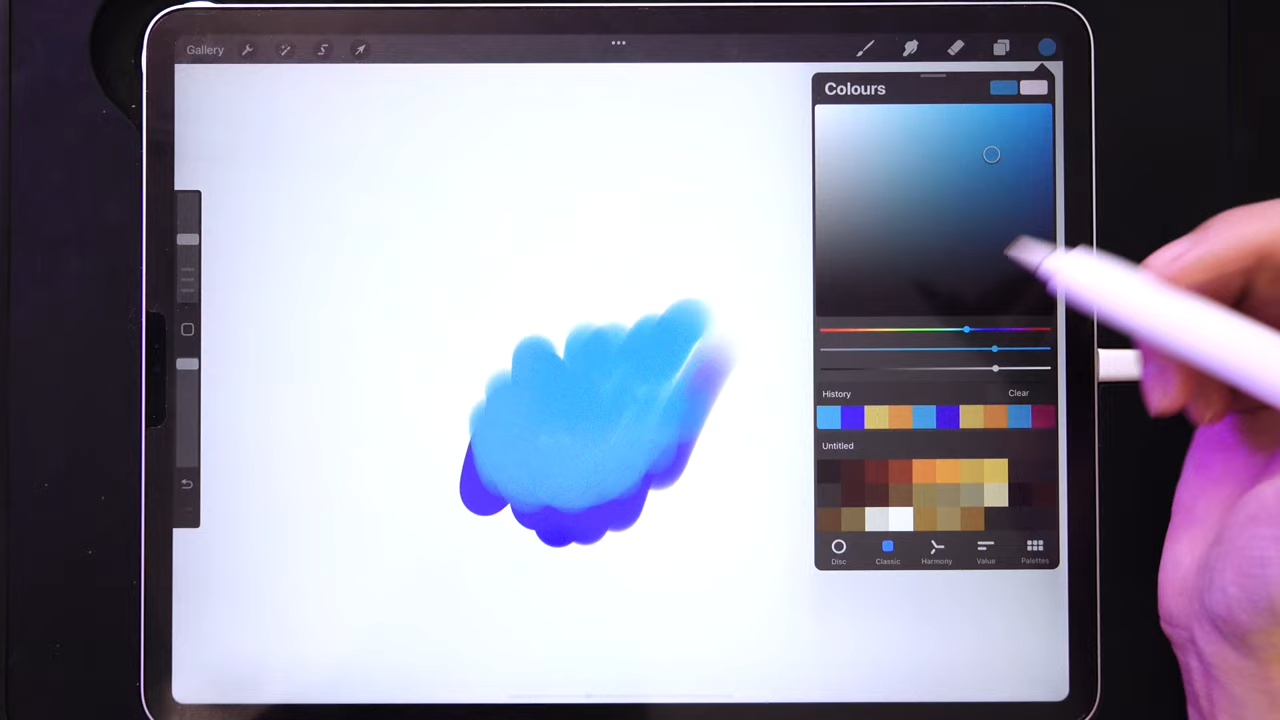 Gallery
Colours
History Clear
Untitled
Disc Classic Harmony Value Palettes